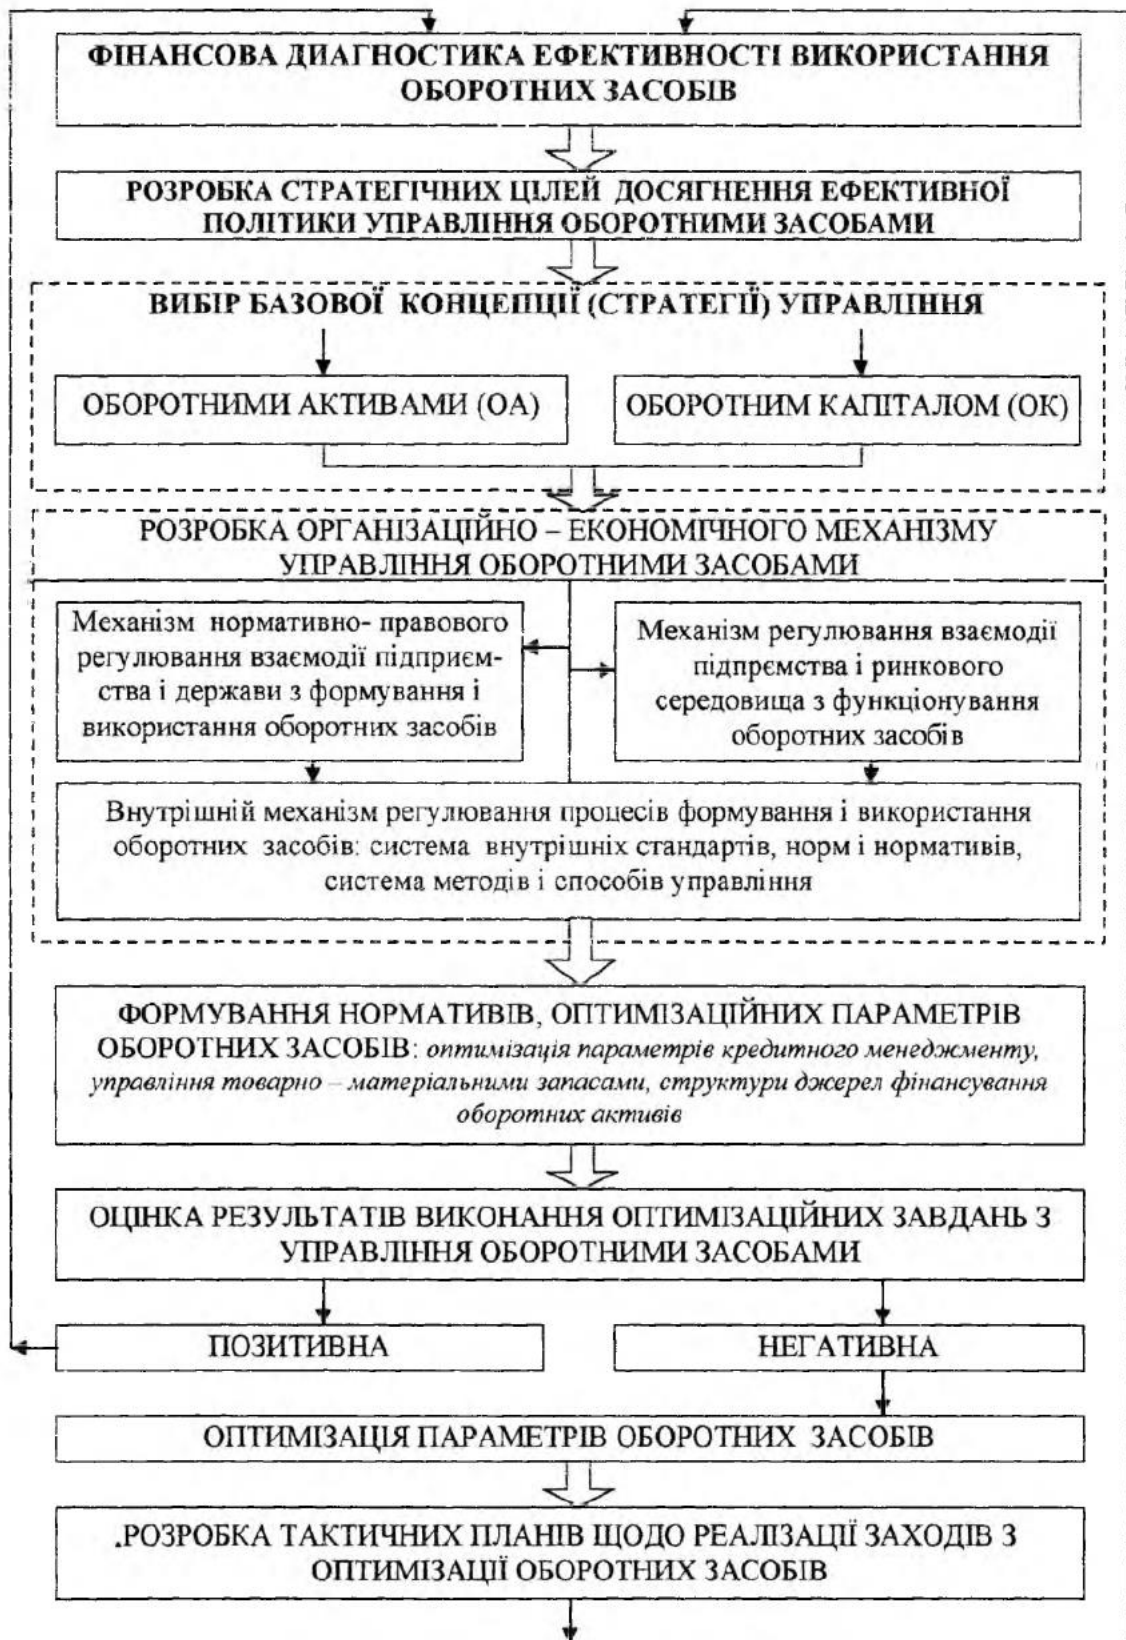 ФІНАНСОВА ДИАГНОСТИКА ЕФЕКТИВНОСТІ ВИКОРИСТАННЯ
ОБОРОТНИХ ЗАСОБІВ
РОЗРОБКА СТРАТЕГІЧНИХ ЦІЛЕЙ ДОСЯГНЕННЯ ЕФЕКТИВНОЇ
ПОЛІТИКИ УПРАВЛІННЯ ОБОРОТНИМИ ЗАСОБАМИ
ВИБІР БАЗОВОЇ КОНЦЕПЦІЇ (СТРАТЕГІЇ) УПРАВЛІННЯ
ОБОРОТНИМИ АКТИВАМИ (ОА)
ОБОРОТНИМ КАПІТАЛОМ (ОК)
РОЗРОБКА ОРГАНІЗАЦІЙНО – ЕКОНОМІЧНОГО МЕХАНІЗМУ
УПРАВЛІННЯ ОБОРОТНИМИ ЗАСОБАМИ
Механізм нормативно- правового
регулювання взаємодії підприєм-
ства і держави з формування і
використання оборотних засобів
Механізм регулювання взаємодії
підпрємства і ринкового
середовища з функціонування
оборотних засобів
Внутрішній механізм регулювання процесів формування і використання
оборотних засобів: система внутрішніх стандартів, норм і нормативів,
система методів і способів управління
ФОРМУВАННЯ НОРМАТИВІВ, ОПТИМІЗАЦІЙНИХ ПАРАМЕТРІВ
ОБОРОТНИХ ЗАСОБІВ: оптимізація параметрів кредитного менеджменту,
управління товарно – матеріальними запасами, структури джерел фінансування
оборотних активів
ОЦІНКА РЕЗУЛЬТАТІВ ВИКОНАННЯ ОПТИМІЗАЦІЙНИХ ЗАВДАНЬ З
УПРАВЛІННЯ ОБОРОТНИМИ ЗАСОБАМИ
ПОЗИТИВНА
НЕГАТИВНА
ОПТИМІЗАЦІЯ ПАРАМЕТРІВ ОБОРОТНИХ ЗАСОБІВ
.РОЗРОБКА ТАКТИЧНИХ ПЛАНІВ ЩОДО РЕАЛІЗАЦІЇ ЗАХОДІВ З
ОПТИМІЗАЦІЇ ОБОРОТНИХ ЗАСОБІВ